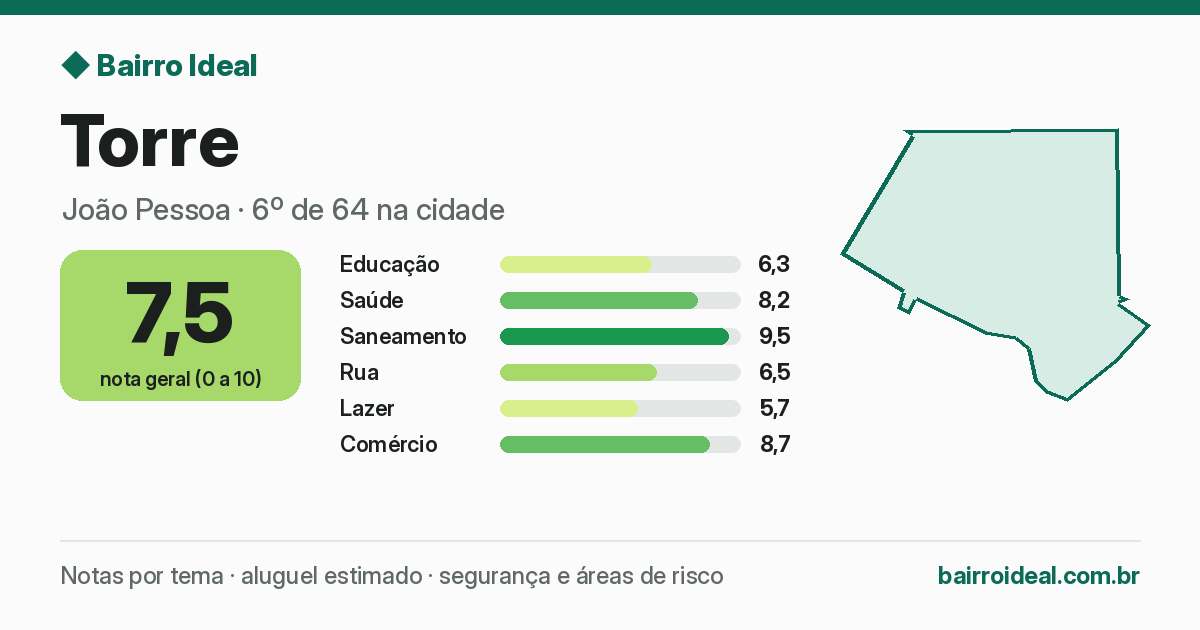 Bairro Ideal
Torre
João Pessoa · 6º de 64 na cidade
7,5
nota geral (0 a 10)
Educação 6,3
Saúde 8,2
Saneamento 9,5
Rua 6,5
Lazer 5,7
Comércio 8,7
Notas por tema · aluguel estimado · segurança e áreas de risco
bairroideal.com.br